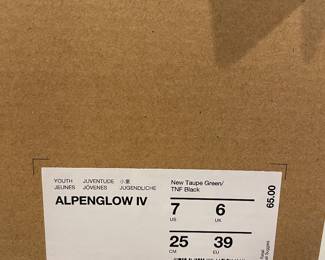 YOUTH JUVENTUDE 小童
JEUNES JÓVENES JUGENDLICHE
ALPENGLOW IV
New Taupe Green/
TNF Black
7 6
US UK
25 39
CM EU
65.00